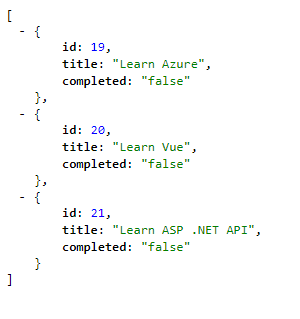 [
- {
id: 19,
title: "Learn Azure",
completed: "false"
},
- {
id: 20,
title: "Learn Vue",
completed: "false"
},
- {
id: 21,
title: "Learn ASP .NET API",
completed: "false"
}
]